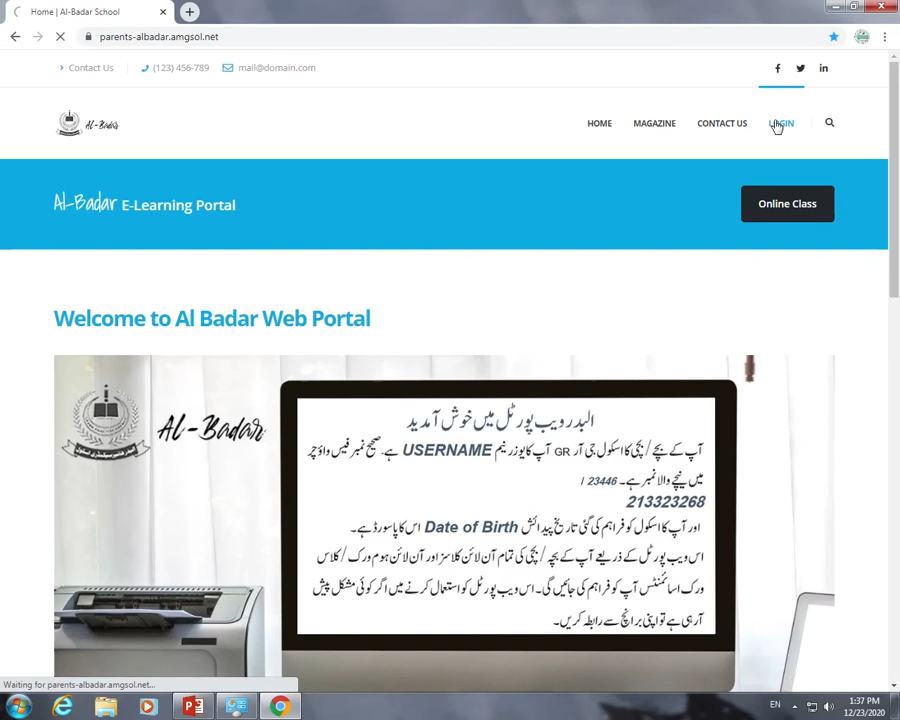 Home | Al-Badar School
parents-albadar.amgsol.net
Contact Us (123) 456-789 mail@domain.com
Al-Badar HOME MAGAZINE CONTACT US LOGIN
Al-Badar E-Learning Portal Online Class
Welcome to Al Badar Web Portal
Al-Badar
البدر ویب پورٹل میں خوش آمدید
آپ کے بچے / بچی کا اسکول جی آر GR آپ کا یوزر نیم USERNAME ہے۔ صحیح نمبر فیس واؤچر
میں نیچے والا نمبر ہے۔ 23446 /
213323268
اور آپ کا اسکول کو فراہم کی گئی تاریخ پیدائش Date of Birth اس کا پاسورڈ ہے۔
اس ویب پورٹل کے ذریعے آپ کے بچہ / بچی کی تمام آن لائن کلاسز اور آن لائن ہوم ورک / کلاس
ورک اسائنمنٹس آپ کو فراہم کی جائیں گی۔ اس ویب پورٹل کو استعمال کرنے میں اگر کوئی مشکل پیش
آرہی ہے تو اپنی برانچ سے رابطہ کریں۔
Waiting for parents-albadar.amgsol.net...
EN 1:37 PM
12/23/2020